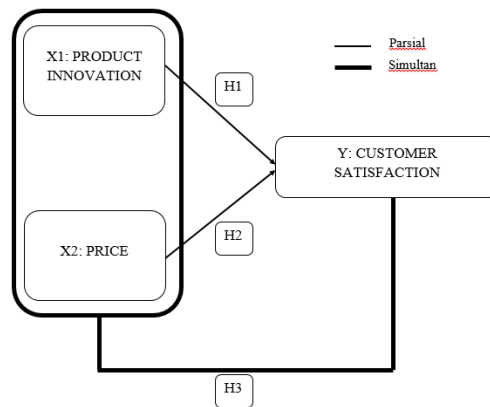 X1: PRODUCT
INNOVATION
H1
Parsial
Simultan
Y: CUSTOMER
SATISFACTION
H2
X2: PRICE
H3